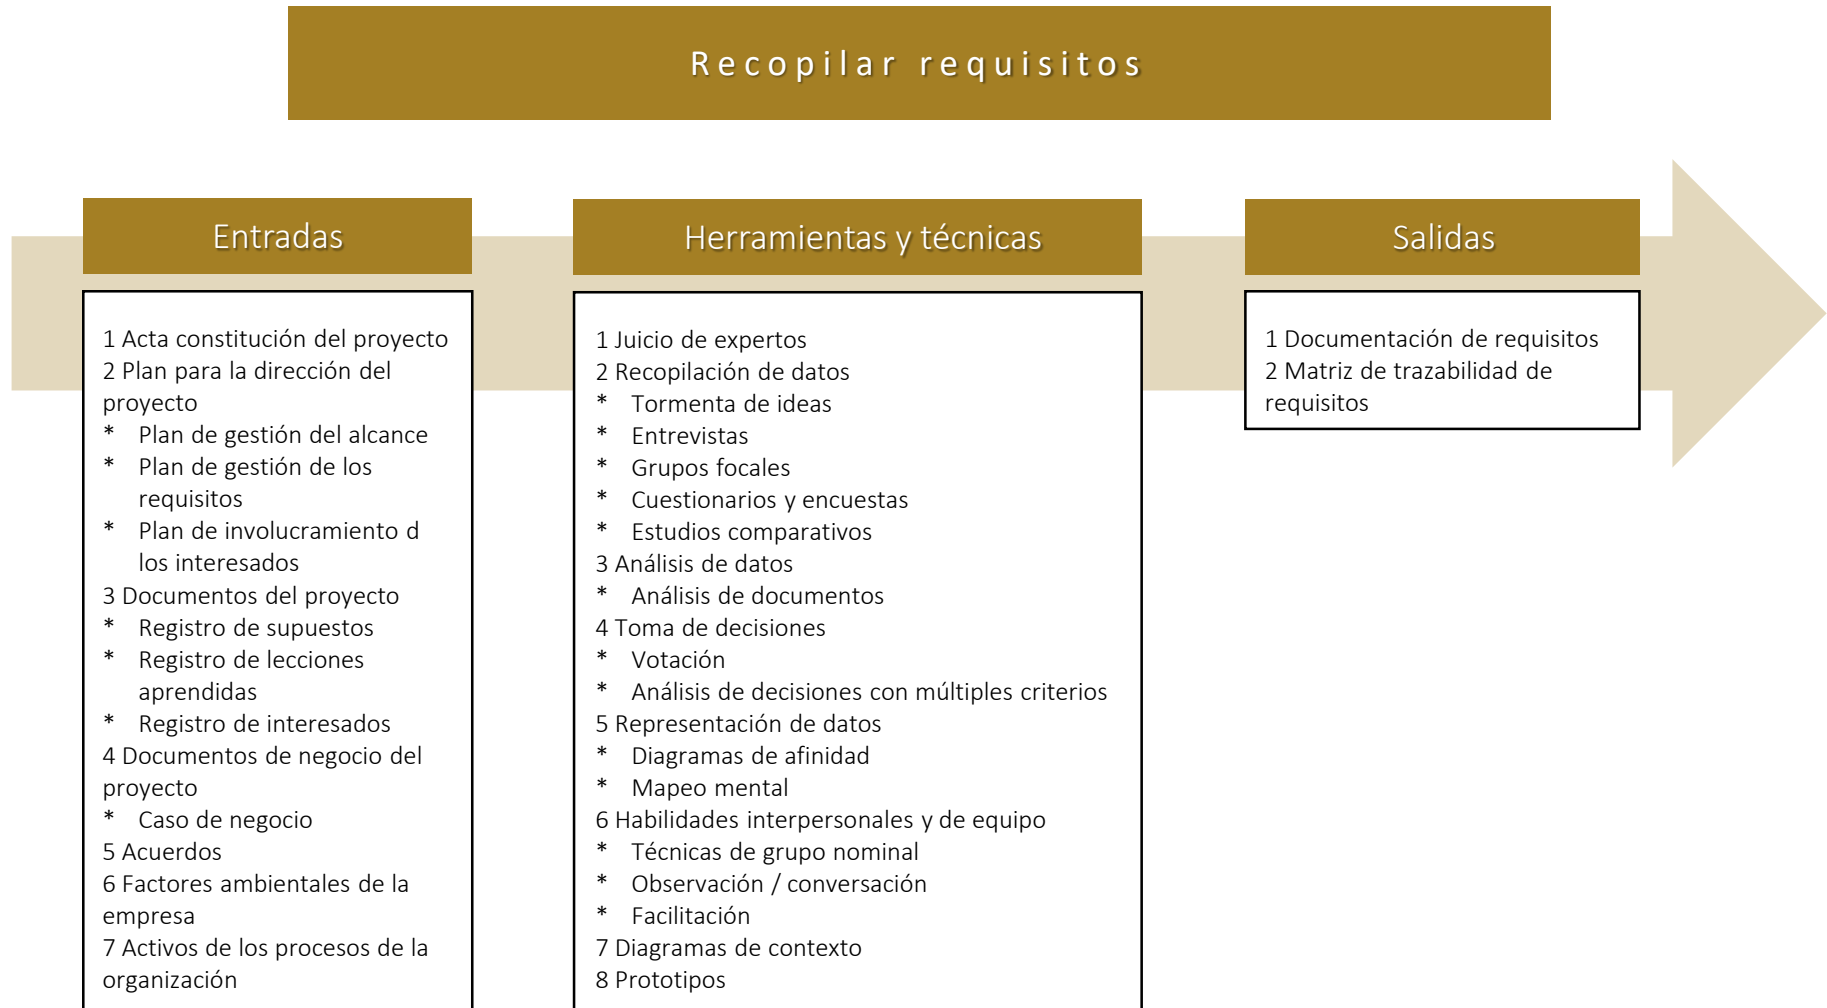 Recopilar requisitos
Entradas
1 Acta constitución del proyecto
2 Plan para la dirección del
proyecto
* Plan de gestión del alcance
* Plan de gestión de los
requisitos
* Plan de involucramiento d
los interesados
3 Documentos del proyecto
* Registro de supuestos
* Registro de lecciones
aprendidas
* Registro de interesados
4 Documentos de negocio del
proyecto
* Caso de negocio
5 Acuerdos
6 Factores ambientales de la
empresa
7 Activos de los procesos de la
organización
Herramientas y técnicas
1 Juicio de expertos
2 Recopilación de datos
* Tormenta de ideas
* Entrevistas
* Grupos focales
* Cuestionarios y encuestas
* Estudios comparativos
3 Análisis de datos
* Análisis de documentos
4 Toma de decisiones
* Votación
* Análisis de decisiones con múltiples criterios
5 Representación de datos
* Diagramas de afinidad
* Mapeo mental
6 Habilidades interpersonales y de equipo
* Técnicas de grupo nominal
* Observación / conversación
* Facilitación
7 Diagramas de contexto
8 Prototipos
Salidas
1 Documentación de requisitos
2 Matriz de trazabilidad de
requisitos